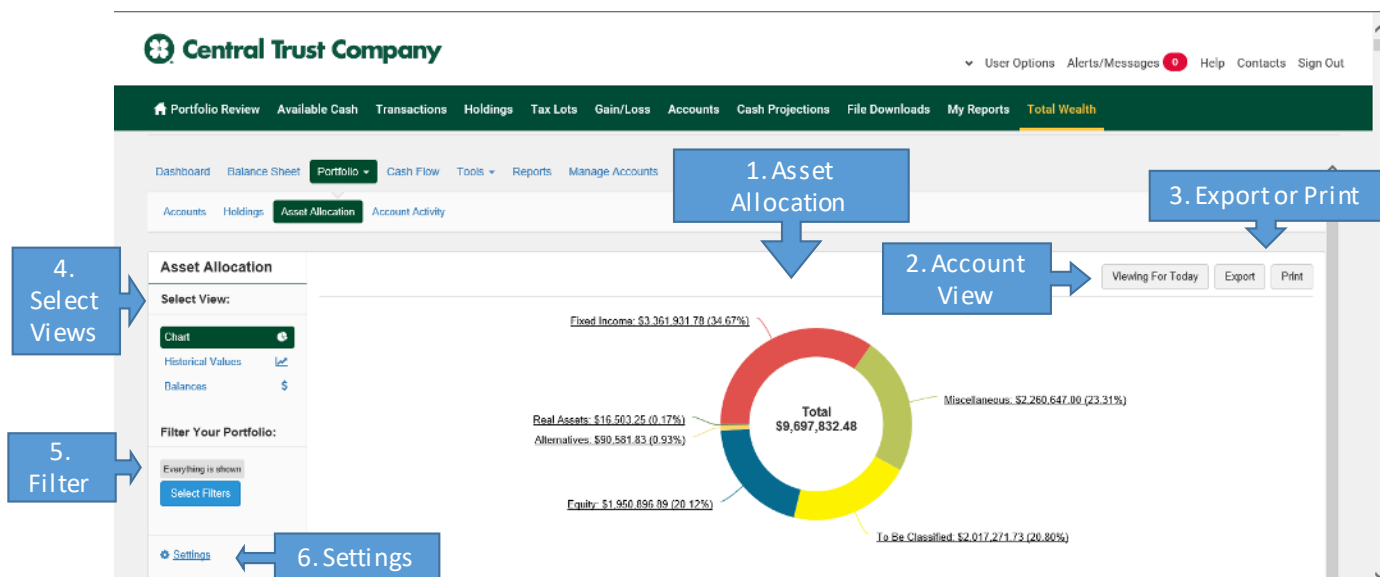 Central Trust Company
User Options Alerts/Messages 0 Help Contacts Sign Out
Portfolio Review Available Cash Transactions Holdings Tax Lots Gain/Loss Accounts Cash Projections File Downloads My Reports Total Wealth
Dashboard Balance Sheet Portfolio Cash Flow Tools Reports Manage Accounts
Accounts Holdings Asset Allocation Account Activity
1. Asset
Allocation
3. Export or Print
2. Account
View
Viewing For Today Export Print
4.
Select
Views
Asset Allocation
Select View:
Chart
Historical Values
Balances $
Filter Your Portfolio:
5.
Filter
Everything is shown
Select Filters
Settings
6. Settings
Fixed Income: $3,361,931.78 (34.67%)
Miscellaneous: $2,260,647.00 (23.31%)
Real Assets: $16,503.25 (0.17%)
Alternatives: $90,581.83 (0.93%)
Total
$9,697,832.48
Equity: $1,950,896.89 (20.12%)
To Be Classified: $2,017,271.73 (20.80%)